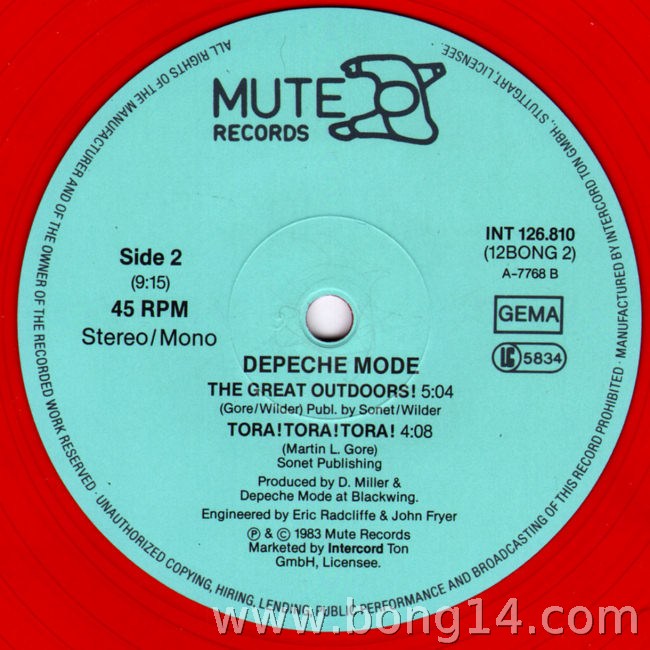 MUTE
RECORDS
Side 2
(9:15)
45 RPM
Stereo/Mono
INT 126.810
(12BONG 2)
A-7768 B
GEMA
LC 5834
DEPECHE MODE
THE GREAT OUTDOORS! 5:04
(Gore/Wilder) Publ. by Sonet/Wilder
TORA!TORA!TORA! 4:08
(Martin L. Gore)
Sonet Publishing
Produced by D. Miller &
Depeche Mode at Blackwing.
Engineered by Eric Radcliffe & John Fryer
℗ & © 1983 Mute Records
Marketed by Intercord Ton
GmbH, Licensee.
ALL RIGHTS OF THE MANUFACTURER AND OF THE OWNER OF THE RECORDED WORK RESERVED · UNAUTHORIZED COPYING, HIRING, LENDING, PUBLIC PERFORMANCE AND BROADCASTING OF THIS RECORD PROHIBITED · MANUFACTURED BY INTERCORD TON GMBH., STUTTGART, LICENSEE.
www.bong14.com